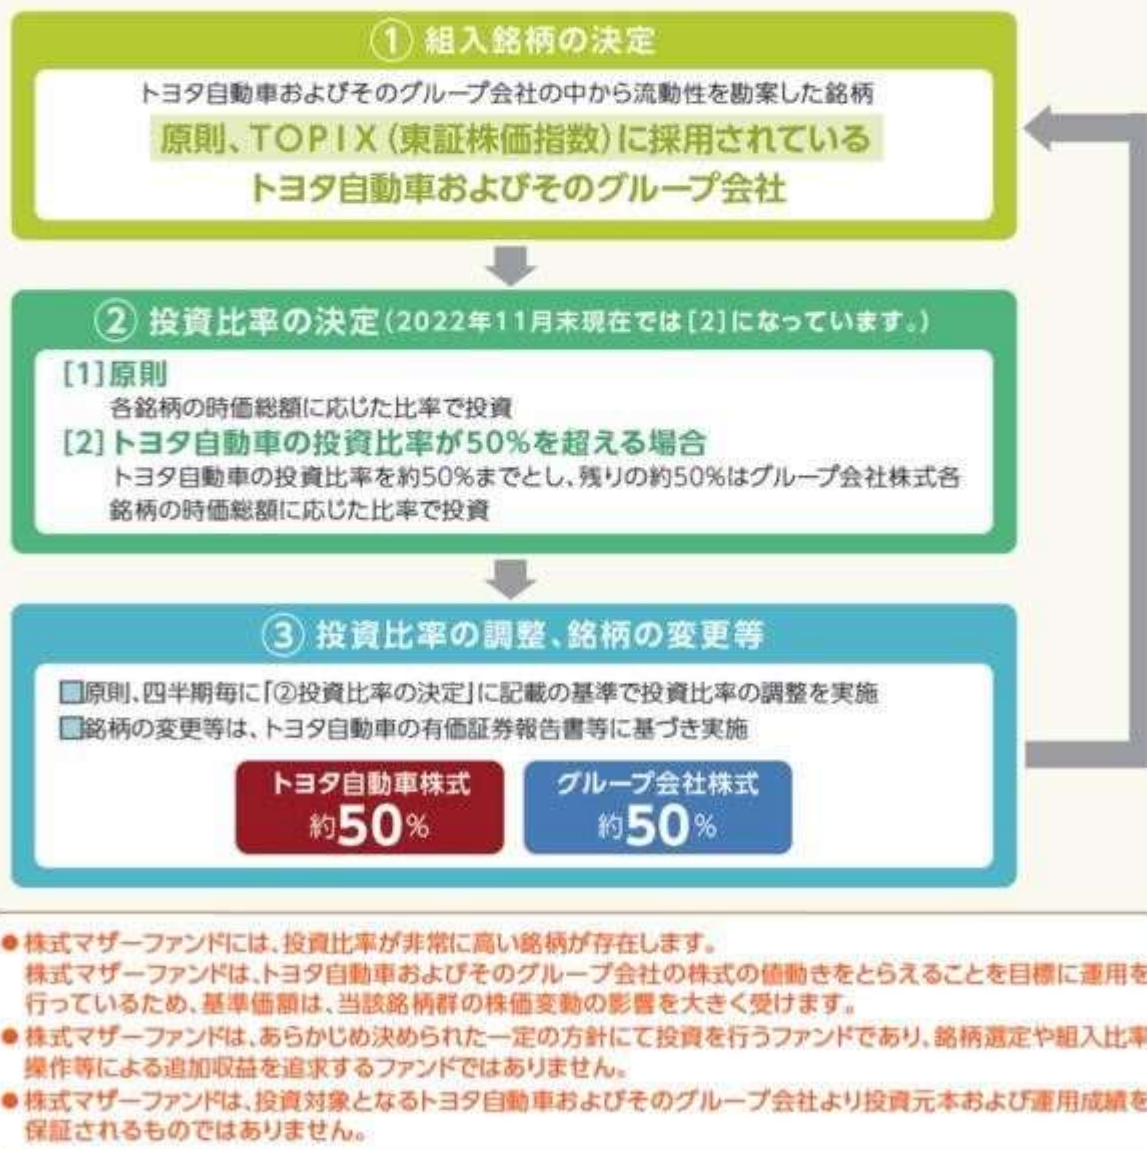 ① 組入銘柄の決定
トヨタ自動車およびそのグループ会社の中から流動性を勘案した銘柄
原則、TOPIX(東証株価指数)に採用されている
トヨタ自動車およびそのグループ会社
② 投資比率の決定(2022年11月末現在では[2]になっています。)
[1]原則
各銘柄の時価総額に応じた比率で投資
[2]トヨタ自動車の投資比率が50%を超える場合
トヨタ自動車の投資比率を約50%までとし、残りの約50%はグループ会社株式各
銘柄の時価総額に応じた比率で投資
③ 投資比率の調整、銘柄の変更等
原則、四半期毎に「②投資比率の決定」に記載の基準で投資比率の調整を実施
銘柄の変更等は、トヨタ自動車の有価証券報告書等に基づき実施
トヨタ自動車株式
約50%
グループ会社株式
約50%
●株式マザーファンドには、投資比率が非常に高い銘柄が存在します。
株式マザーファンドは、トヨタ自動車およびそのグループ会社の株式の値動きをとらえることを目標に運用を
行っているため、基準価額は、当該銘柄群の株価変動の影響を大きく受けます。
●株式マザーファンドは、あらかじめ決められた一定の方針にて投資を行うファンドであり、銘柄選定や組入比率
操作等による追加収益を追求するファンドではありません。
●株式マザーファンドは、投資対象となるトヨタ自動車およびそのグループ会社より投資元本および運用成績を
保証されるものではありません。